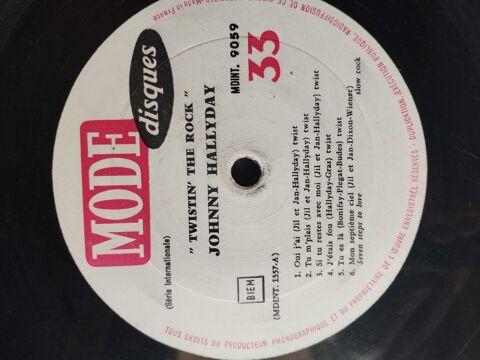 MODE
disques
(Série Internationale)
" TWISTIN' THE ROCK "
JOHNNY HALLYDAY
MDINT. 9059
33
BIEM
(MDINT. 1357-A)
1. Oui j'ai (Jil et Jan-Hallyday) twist
2. Tu m'plais (Jil et Jan-Hallyday) twist
3. Si tu restes avec moi (Jil et Jan-Hallyday) twist
4. J'étais fou (Hallyday-Gras) twist
5. Tu es là (Bonifay-Plegat-Budes) twist
6. Mon septième ciel (Jil et Jan-Dixon-Wiener)
Seven steps to love slow rock
TOUS DROITS DU PRODUCTEUR PHONOGRAPHIQUE ET DU PROPRIÉTAIRE DE L'ŒUVRE ENREGISTRÉE RÉSERVÉS - DUPLICATION, EXÉCUTION PUBLIQUE, RADIODIFFUSION DE CE
Made in France